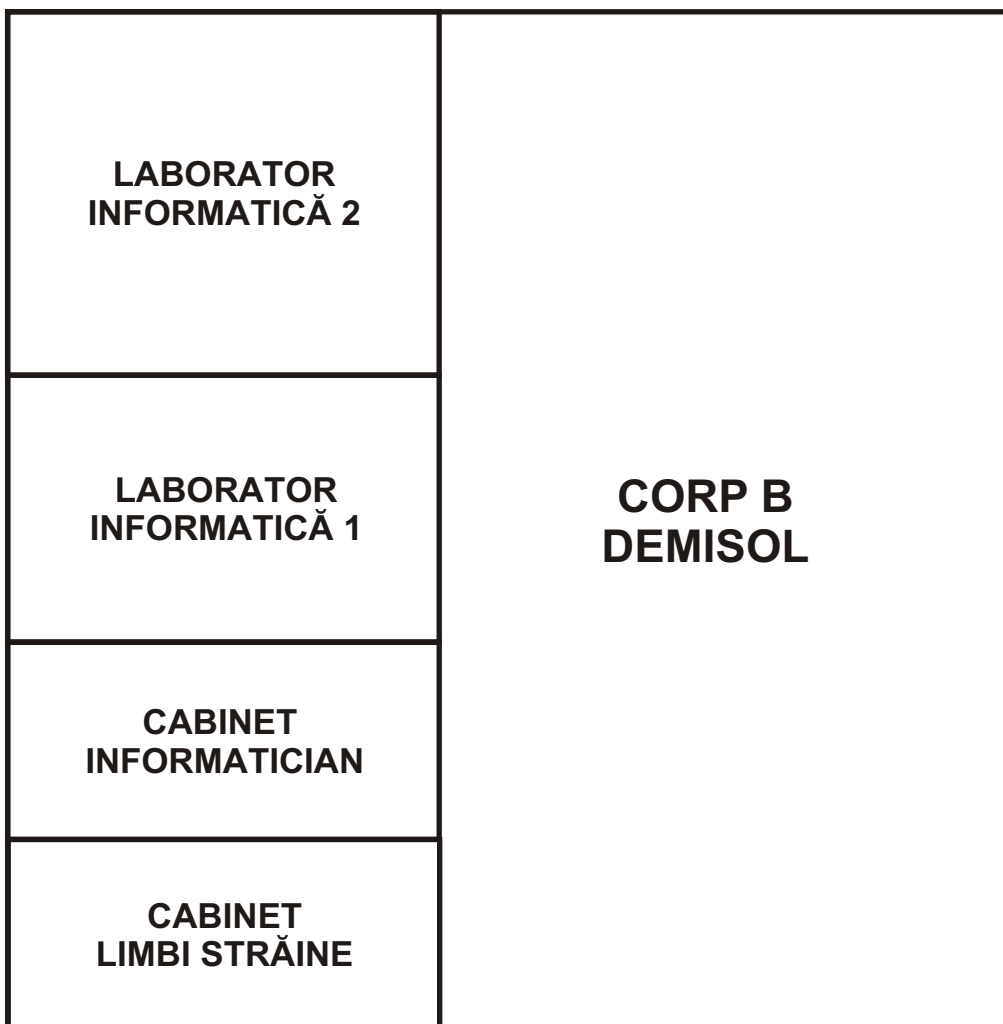 LABORATOR
INFORMATICĂ 2
LABORATOR
INFORMATICĂ 1
CORP B
DEMISOL
CABINET
INFORMATICIAN
CABINET
LIMBI STRĂINE